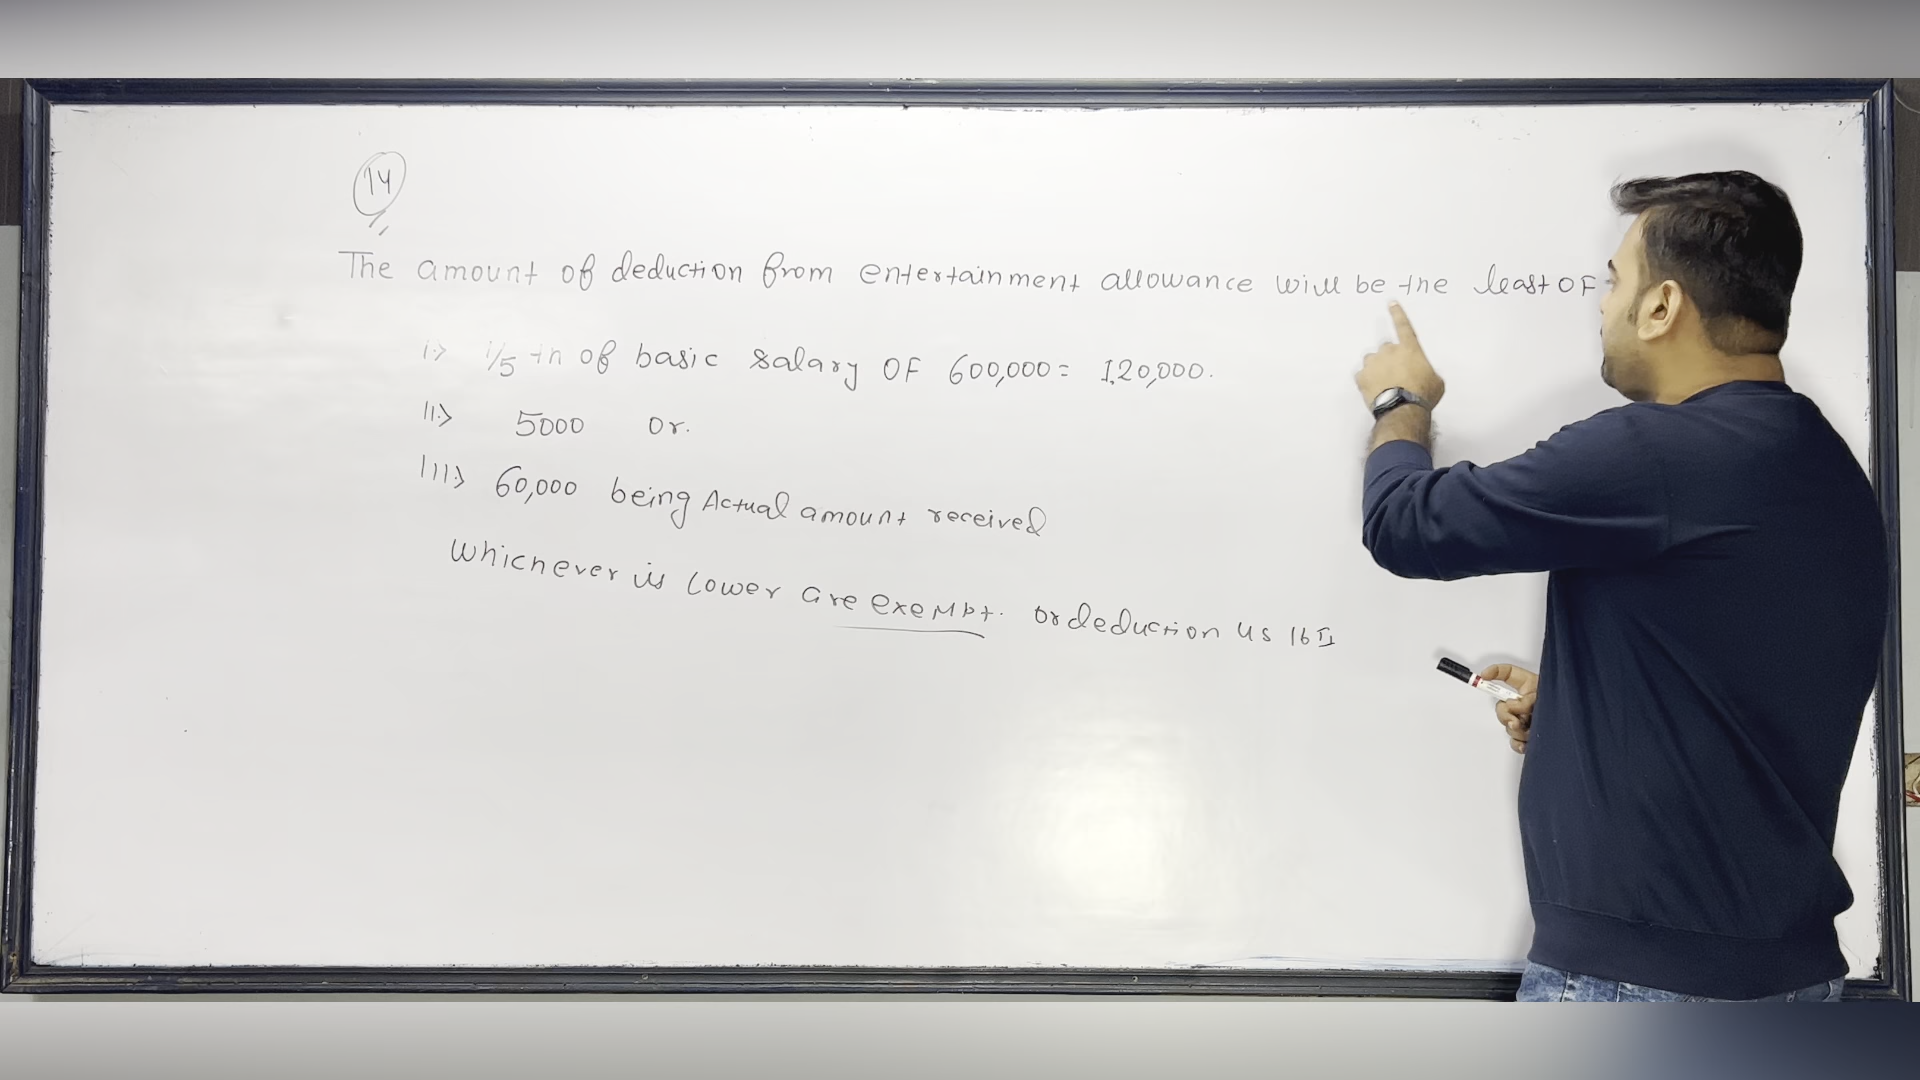 14
The amount of deduction from entertainment allowance will be the least OF
i> 1/5 th of basic salary OF 600,000 = 1,20,000.
II.> 5000 Or.
III.> 60,000 being Actual amount received
Whichever is lower are exempt. or deduction us 16 II